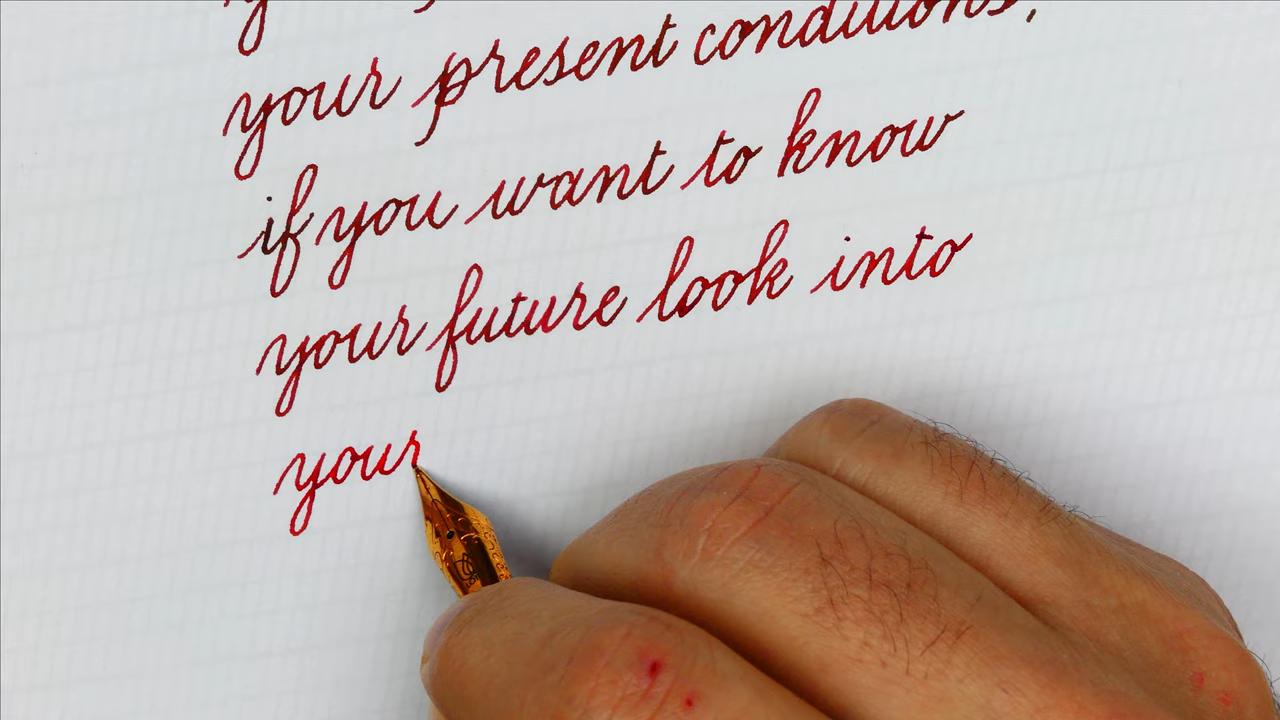 your present conditions,
if you want to know
your future look into
your